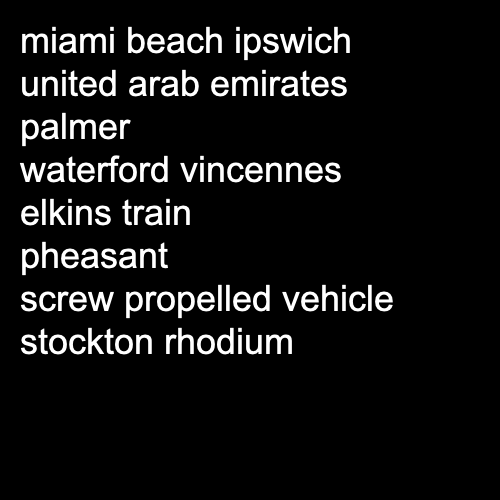 miami beach ipswich
united arab emirates
palmer
waterford vincennes
elkins train
pheasant
screw propelled vehicle
stockton rhodium